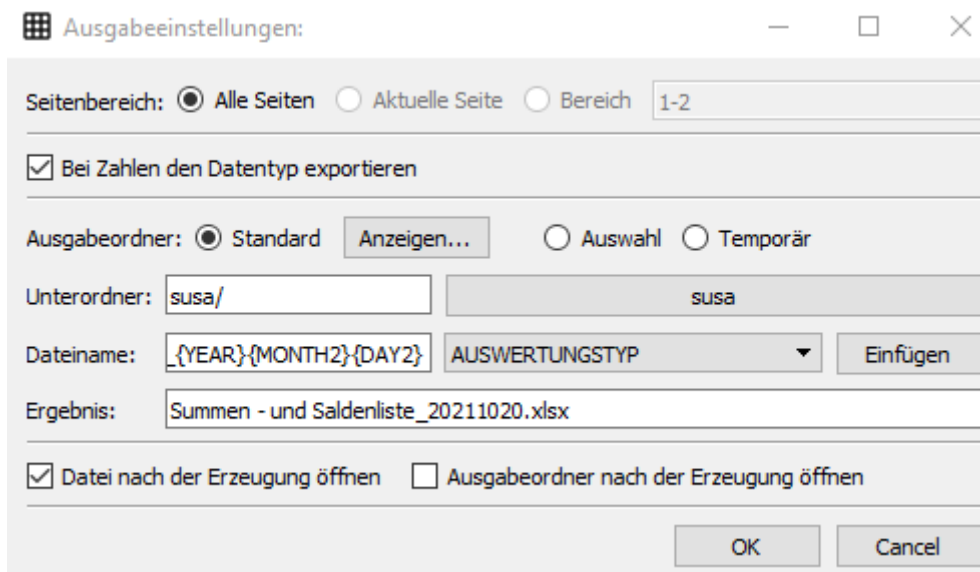 Ausgabeeinstellungen:
Seitenbereich: Alle Seiten Aktuelle Seite Bereich 1-2
Bei Zahlen den Datentyp exportieren
Ausgabeordner: Standard Anzeigen... Auswahl Temporär
Unterordner: susa/ susa
Dateiname: _{YEAR}{MONTH2}{DAY2} AUSWERTUNGSTYP Einfügen
Ergebnis: Summen - und Saldenliste_20211020.xlsx
Datei nach der Erzeugung öffnen Ausgabeordner nach der Erzeugung öffnen
OK Cancel